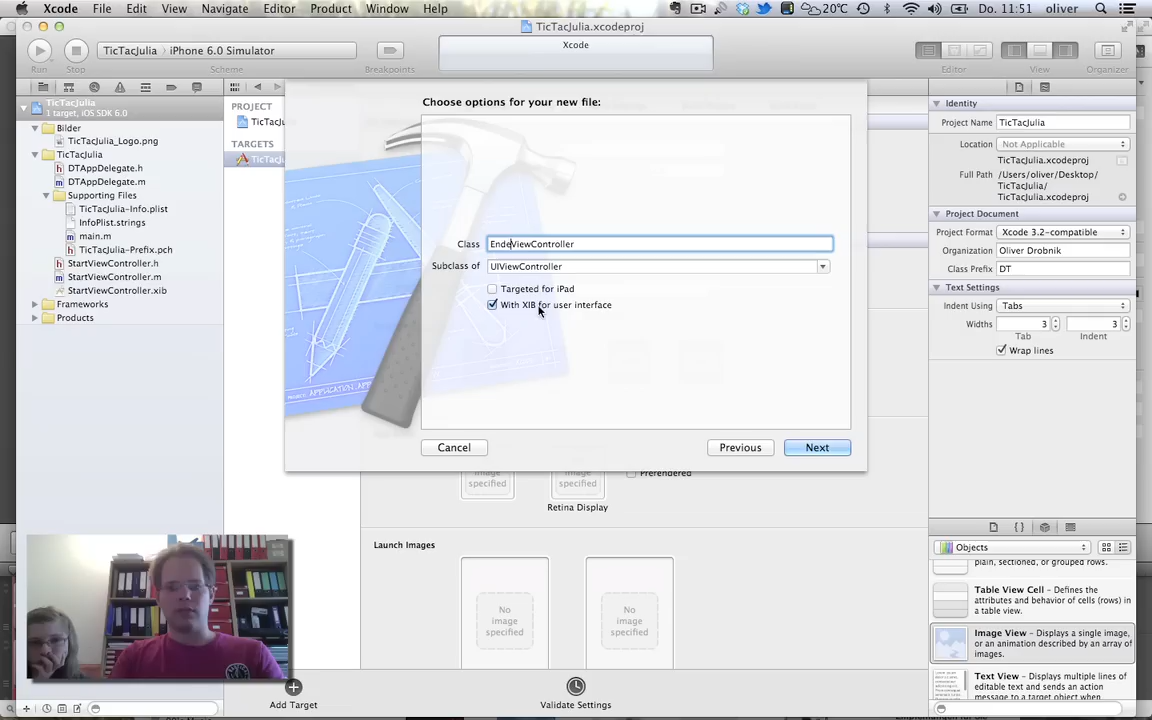 Xcode File Edit View Navigate Editor Product Window Help
20°C Do. 11:51 oliver
TicTacJulia.xcodeproj
TicTacJulia › iPhone 6.0 Simulator
Xcode
Run Stop Scheme Breakpoints Editor View Organizer
TicTacJulia
1 target, iOS SDK 6.0
Bilder
TicTacJulia_Logo.png
TicTacJulia
DTAppDelegate.h
DTAppDelegate.m
Supporting Files
TicTacJulia-Info.plist
InfoPlist.strings
main.m
TicTacJulia-Prefix.pch
StartViewController.h
StartViewController.m
StartViewController.xib
Frameworks
Products
PROJECT
TicTacJu
TARGETS
TicTacJu
Choose options for your new file:
Class EndeViewController
Subclass of UIViewController
Targeted for iPad
With XIB for user interface
Cancel Previous Next
image
specified
image
specified
Prerendered
Retina Display
Launch Images
No
image
specified
No
image
specified
Add Target Validate Settings
Identity
Project Name TicTacJulia
Location Not Applicable
TicTacJulia.xcodeproj
Full Path /Users/oliver/Desktop/
TicTacJulia/
TicTacJulia.xcodeproj
Project Document
Project Format Xcode 3.2-compatible
Organization Oliver Drobnik
Class Prefix DT
Text Settings
Indent Using Tabs
Widths 3 3
Tab Indent
Wrap lines
Objects
plain, sectioned, or grouped rows.
Table View Cell - Defines the
attributes and behavior of cells (rows) in
a table view.
Image View - Displays a single image,
or an animation described by an array of
images.
Text View - Displays multiple lines of
editable text and sends an action
message to a target object when